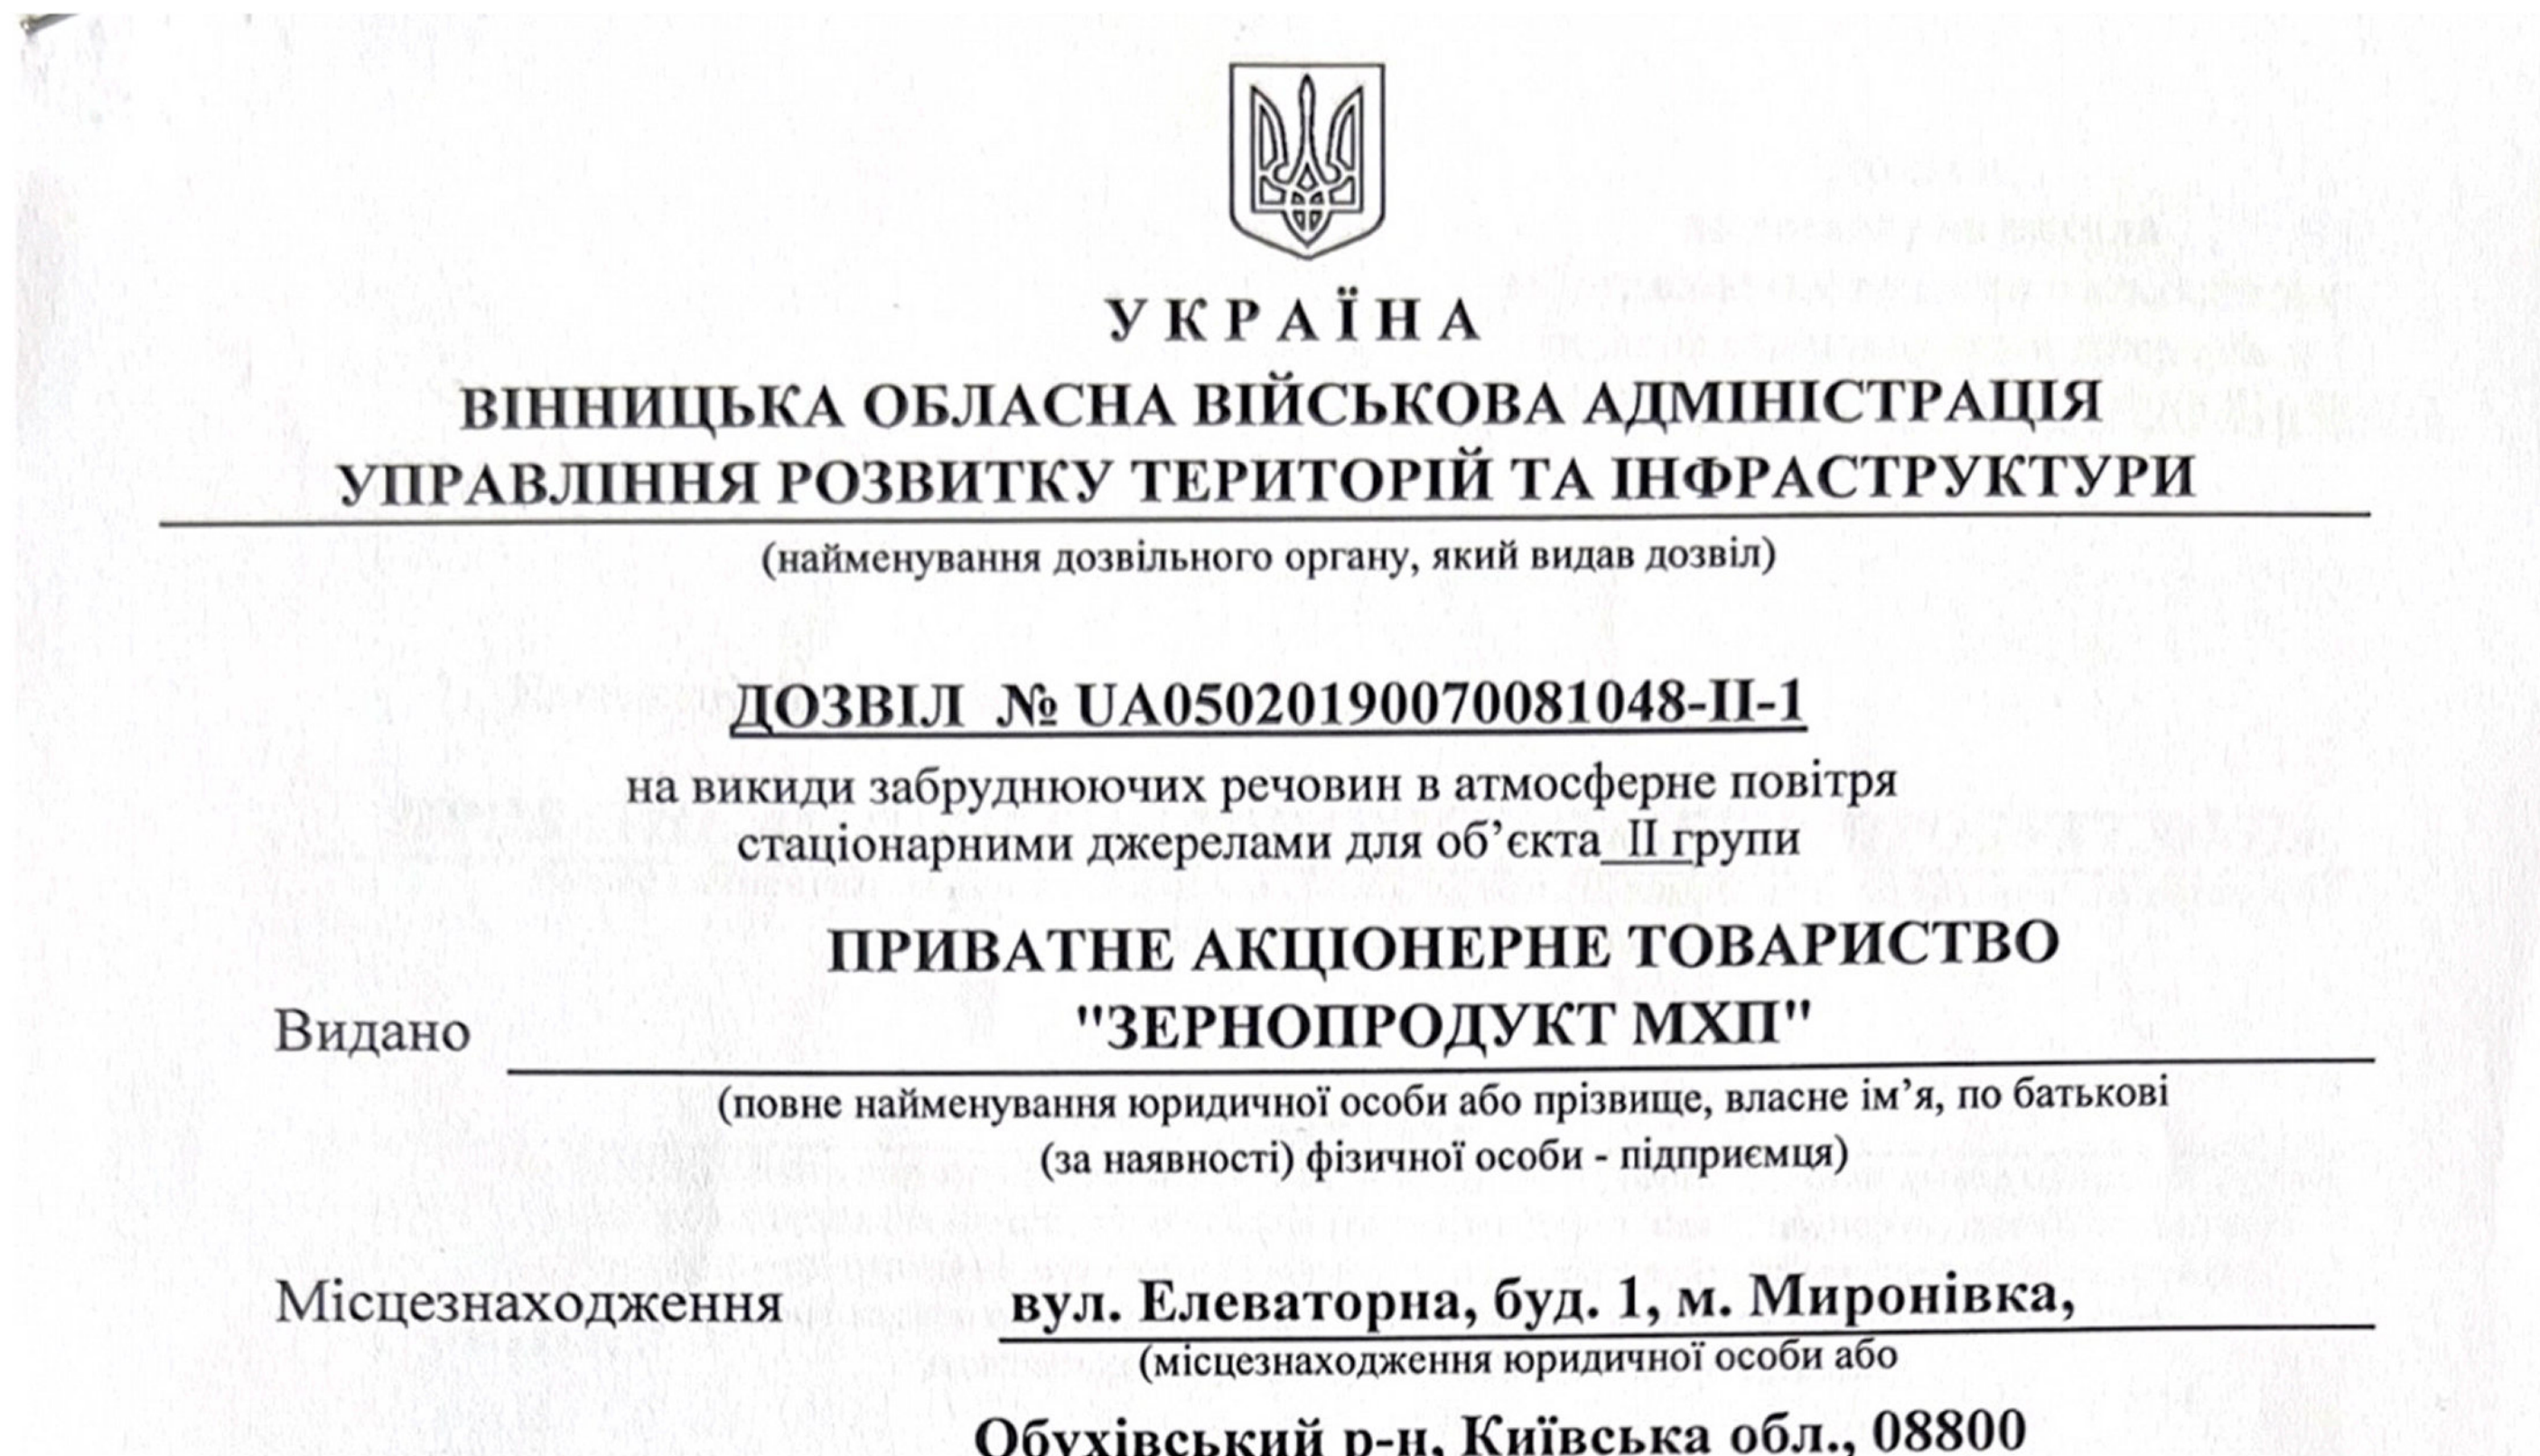 УКРАЇНА
ВІННИЦЬКА ОБЛАСНА ВІЙСЬКОВА АДМІНІСТРАЦІЯ
УПРАВЛІННЯ РОЗВИТКУ ТЕРИТОРІЙ ТА ІНФРАСТРУКТУРИ
(найменування дозвільного органу, який видав дозвіл)
ДОЗВІЛ № UA05020190070081048-II-1
на викиди забруднюючих речовин в атмосферне повітря
стаціонарними джерелами для об’єкта II групи
ПРИВАТНЕ АКЦІОНЕРНЕ ТОВАРИСТВО
Видано "ЗЕРНОПРОДУКТ МХП"
(повне найменування юридичної особи або прізвище, власне ім’я, по батькові
(за наявності) фізичної особи - підприємця)
Місцезнаходження вул. Елеваторна, буд. 1, м. Миронівка,
(місцезнаходження юридичної особи або
Обухівський р-н, Київська обл., 08800